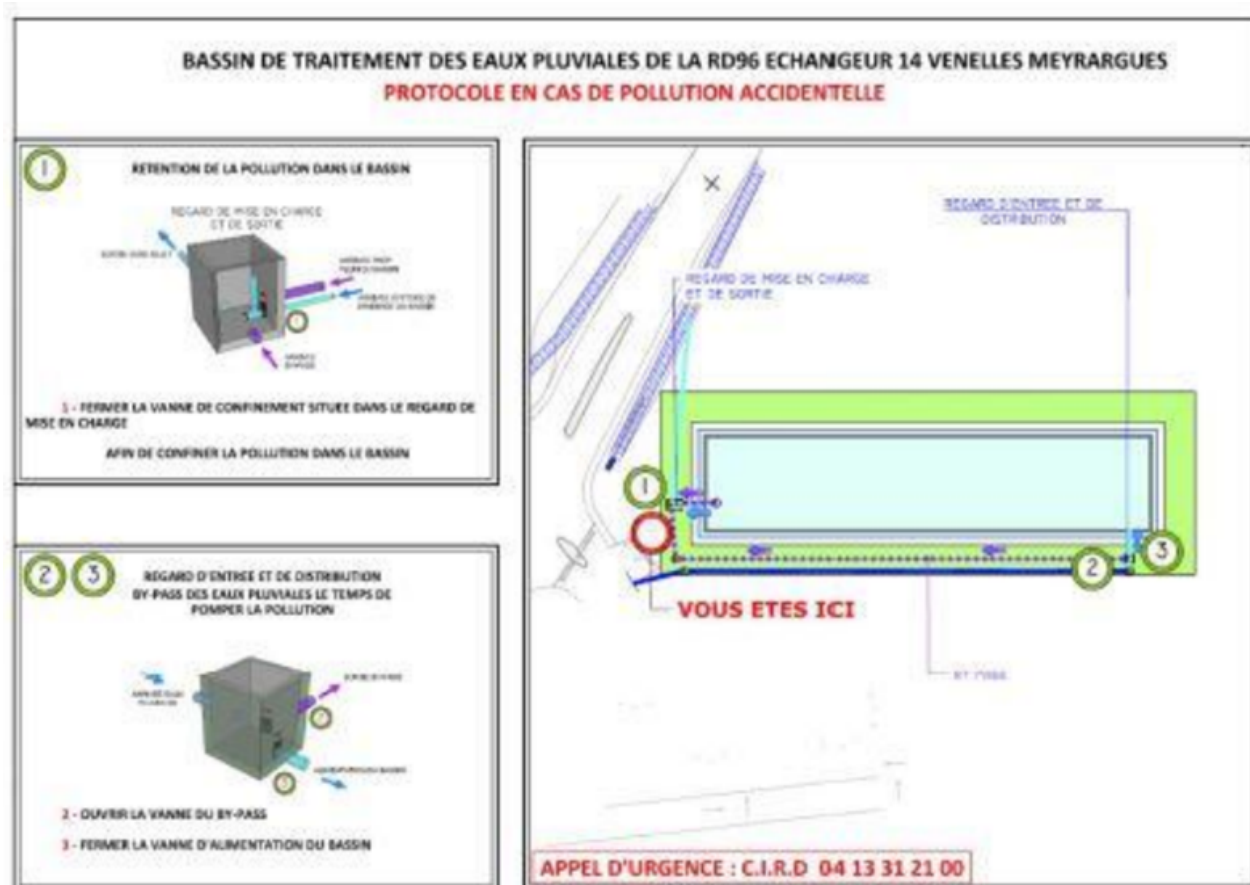 BASSIN DE TRAITEMENT DES EAUX PLUVIALES DE LA RD96 ECHANGEUR 14 VENELLES MEYRARGUES
PROTOCOLE EN CAS DE POLLUTION ACCIDENTELLE
1
RETENTION DE LA POLLUTION DANS LE BASSIN
REGARD DE MISE EN CHARGE
ET DE SORTIE
1 - FERMER LA VANNE DE CONFINEMENT SITUEE DANS LE REGARD DE
MISE EN CHARGE
AFIN DE CONFINER LA POLLUTION DANS LE BASSIN
2 3
REGARD D'ENTREE ET DE DISTRIBUTION
BY-PASS DES EAUX PLUVIALES LE TEMPS DE
POMPER LA POLLUTION
2 - OUVRIR LA VANNE DU BY-PASS
3 - FERMER LA VANNE D'ALIMENTATION DU BASSIN
REGARD D'ENTREE ET DE
DISTRIBUTION
REGARD DE MISE EN CHARGE
ET DE SORTIE
1
2
3
VOUS ETES ICI
BY PASS
APPEL D'URGENCE : C.I.R.D 04 13 31 21 00